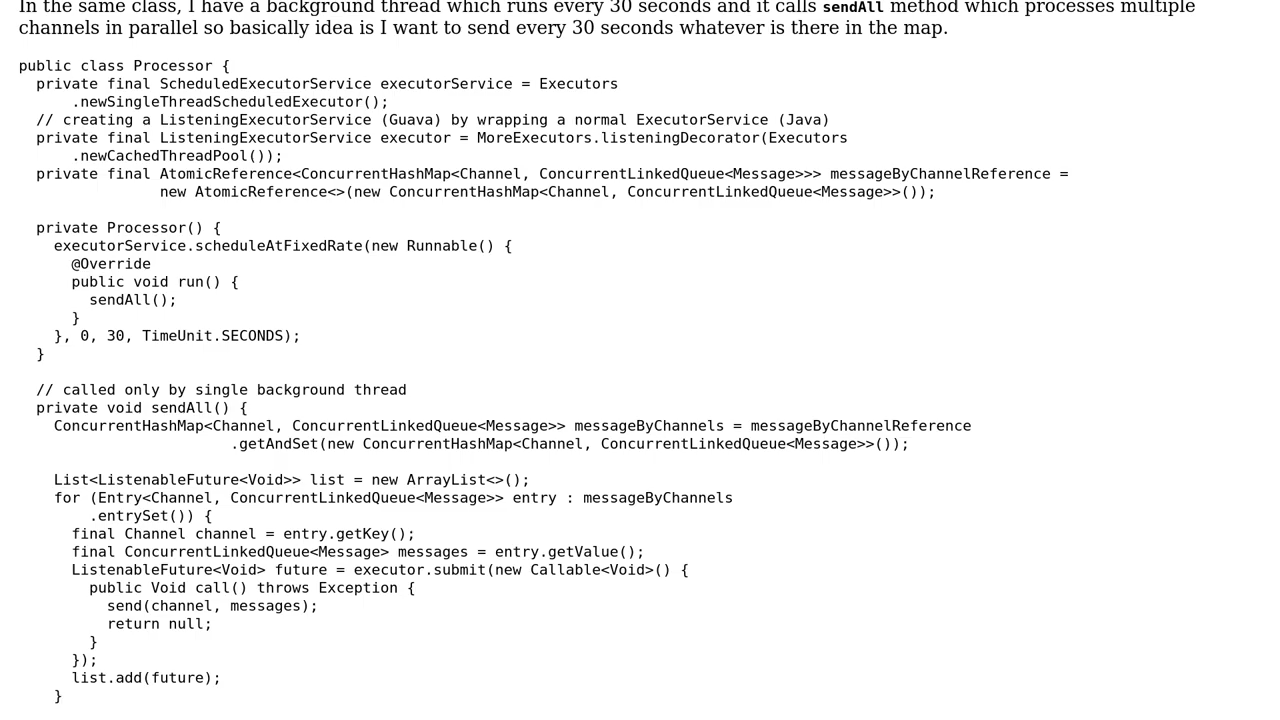 In the same class, I have a background thread which runs every 30 seconds and it calls sendAll method which processes multiple
channels in parallel so basically idea is I want to send every 30 seconds whatever is there in the map.
public class Processor {
  private final ScheduledExecutorService executorService = Executors
      .newSingleThreadScheduledExecutor();
  // creating a ListeningExecutorService (Guava) by wrapping a normal ExecutorService (Java)
  private final ListeningExecutorService executor = MoreExecutors.listeningDecorator(Executors
      .newCachedThreadPool());
  private final AtomicReference<ConcurrentHashMap<Channel, ConcurrentLinkedQueue<Message>>> messageByChannelReference =
                new AtomicReference<>(new ConcurrentHashMap<Channel, ConcurrentLinkedQueue<Message>>());
  private Processor() {
    executorService.scheduleAtFixedRate(new Runnable() {
      @Override
      public void run() {
        sendAll();
      }
    }, 0, 30, TimeUnit.SECONDS);
  }
  // called only by single background thread
  private void sendAll() {
    ConcurrentHashMap<Channel, ConcurrentLinkedQueue<Message>> messageByChannels = messageByChannelReference
                        .getAndSet(new ConcurrentHashMap<Channel, ConcurrentLinkedQueue<Message>>());
    List<ListenableFuture<Void>> list = new ArrayList<>();
    for (Entry<Channel, ConcurrentLinkedQueue<Message>> entry : messageByChannels
        .entrySet()) {
      final Channel channel = entry.getKey();
      final ConcurrentLinkedQueue<Message> messages = entry.getValue();
      ListenableFuture<Void> future = executor.submit(new Callable<Void>() {
        public Void call() throws Exception {
          send(channel, messages);
          return null;
        }
      });
      list.add(future);
    }